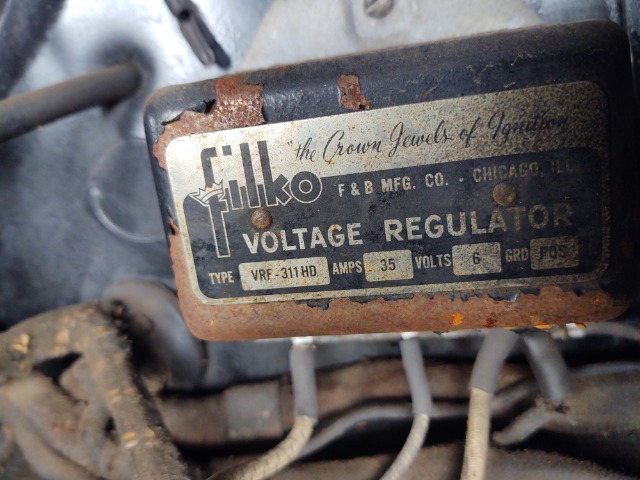 "the Crown Jewels of Ignition
filko
F & B MFG. CO. - CHICAGO, ILL.
VOLTAGE REGULATOR
TYPE VRF-311HD AMPS 35 VOLTS 6 GRD POS